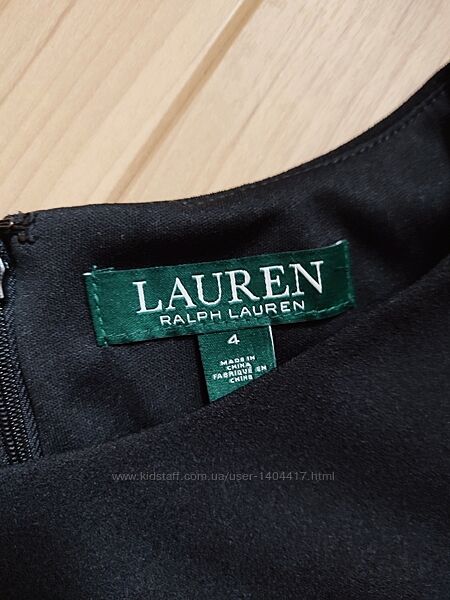 LAUREN
RALPH LAUREN
4
MADE IN
CHINA
FABRIQUÉ EN
CHINE
www.kidstaff.com.ua/user-1404417.html